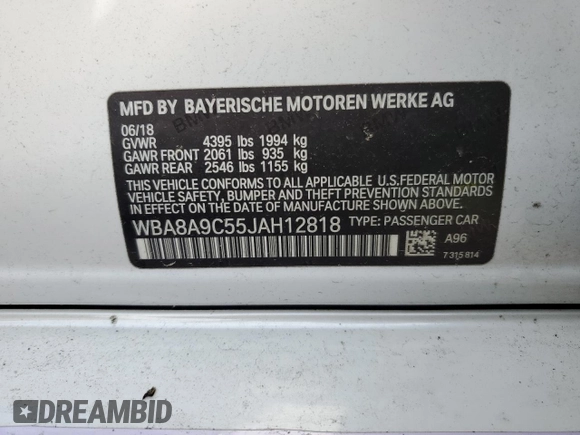 MFD BY BAYERISCHE MOTOREN WERKE AG
06/18
GVWR 4395 lbs 1994 kg
GAWR FRONT 2061 lbs 935 kg
GAWR REAR 2546 lbs 1155 kg
THIS VEHICLE CONFORMS TO ALL APPLICABLE U.S.FEDERAL MOTOR
VEHICLE SAFETY, BUMPER, AND THEFT PREVENTION STANDARDS
IN EFFECT ON THE DATE OF MANUFACTURE SHOWN ABOVE.
WBA8A9C55JAH12818 TYPE: PASSENGER CAR
A96
7 315 814
DREAMBID